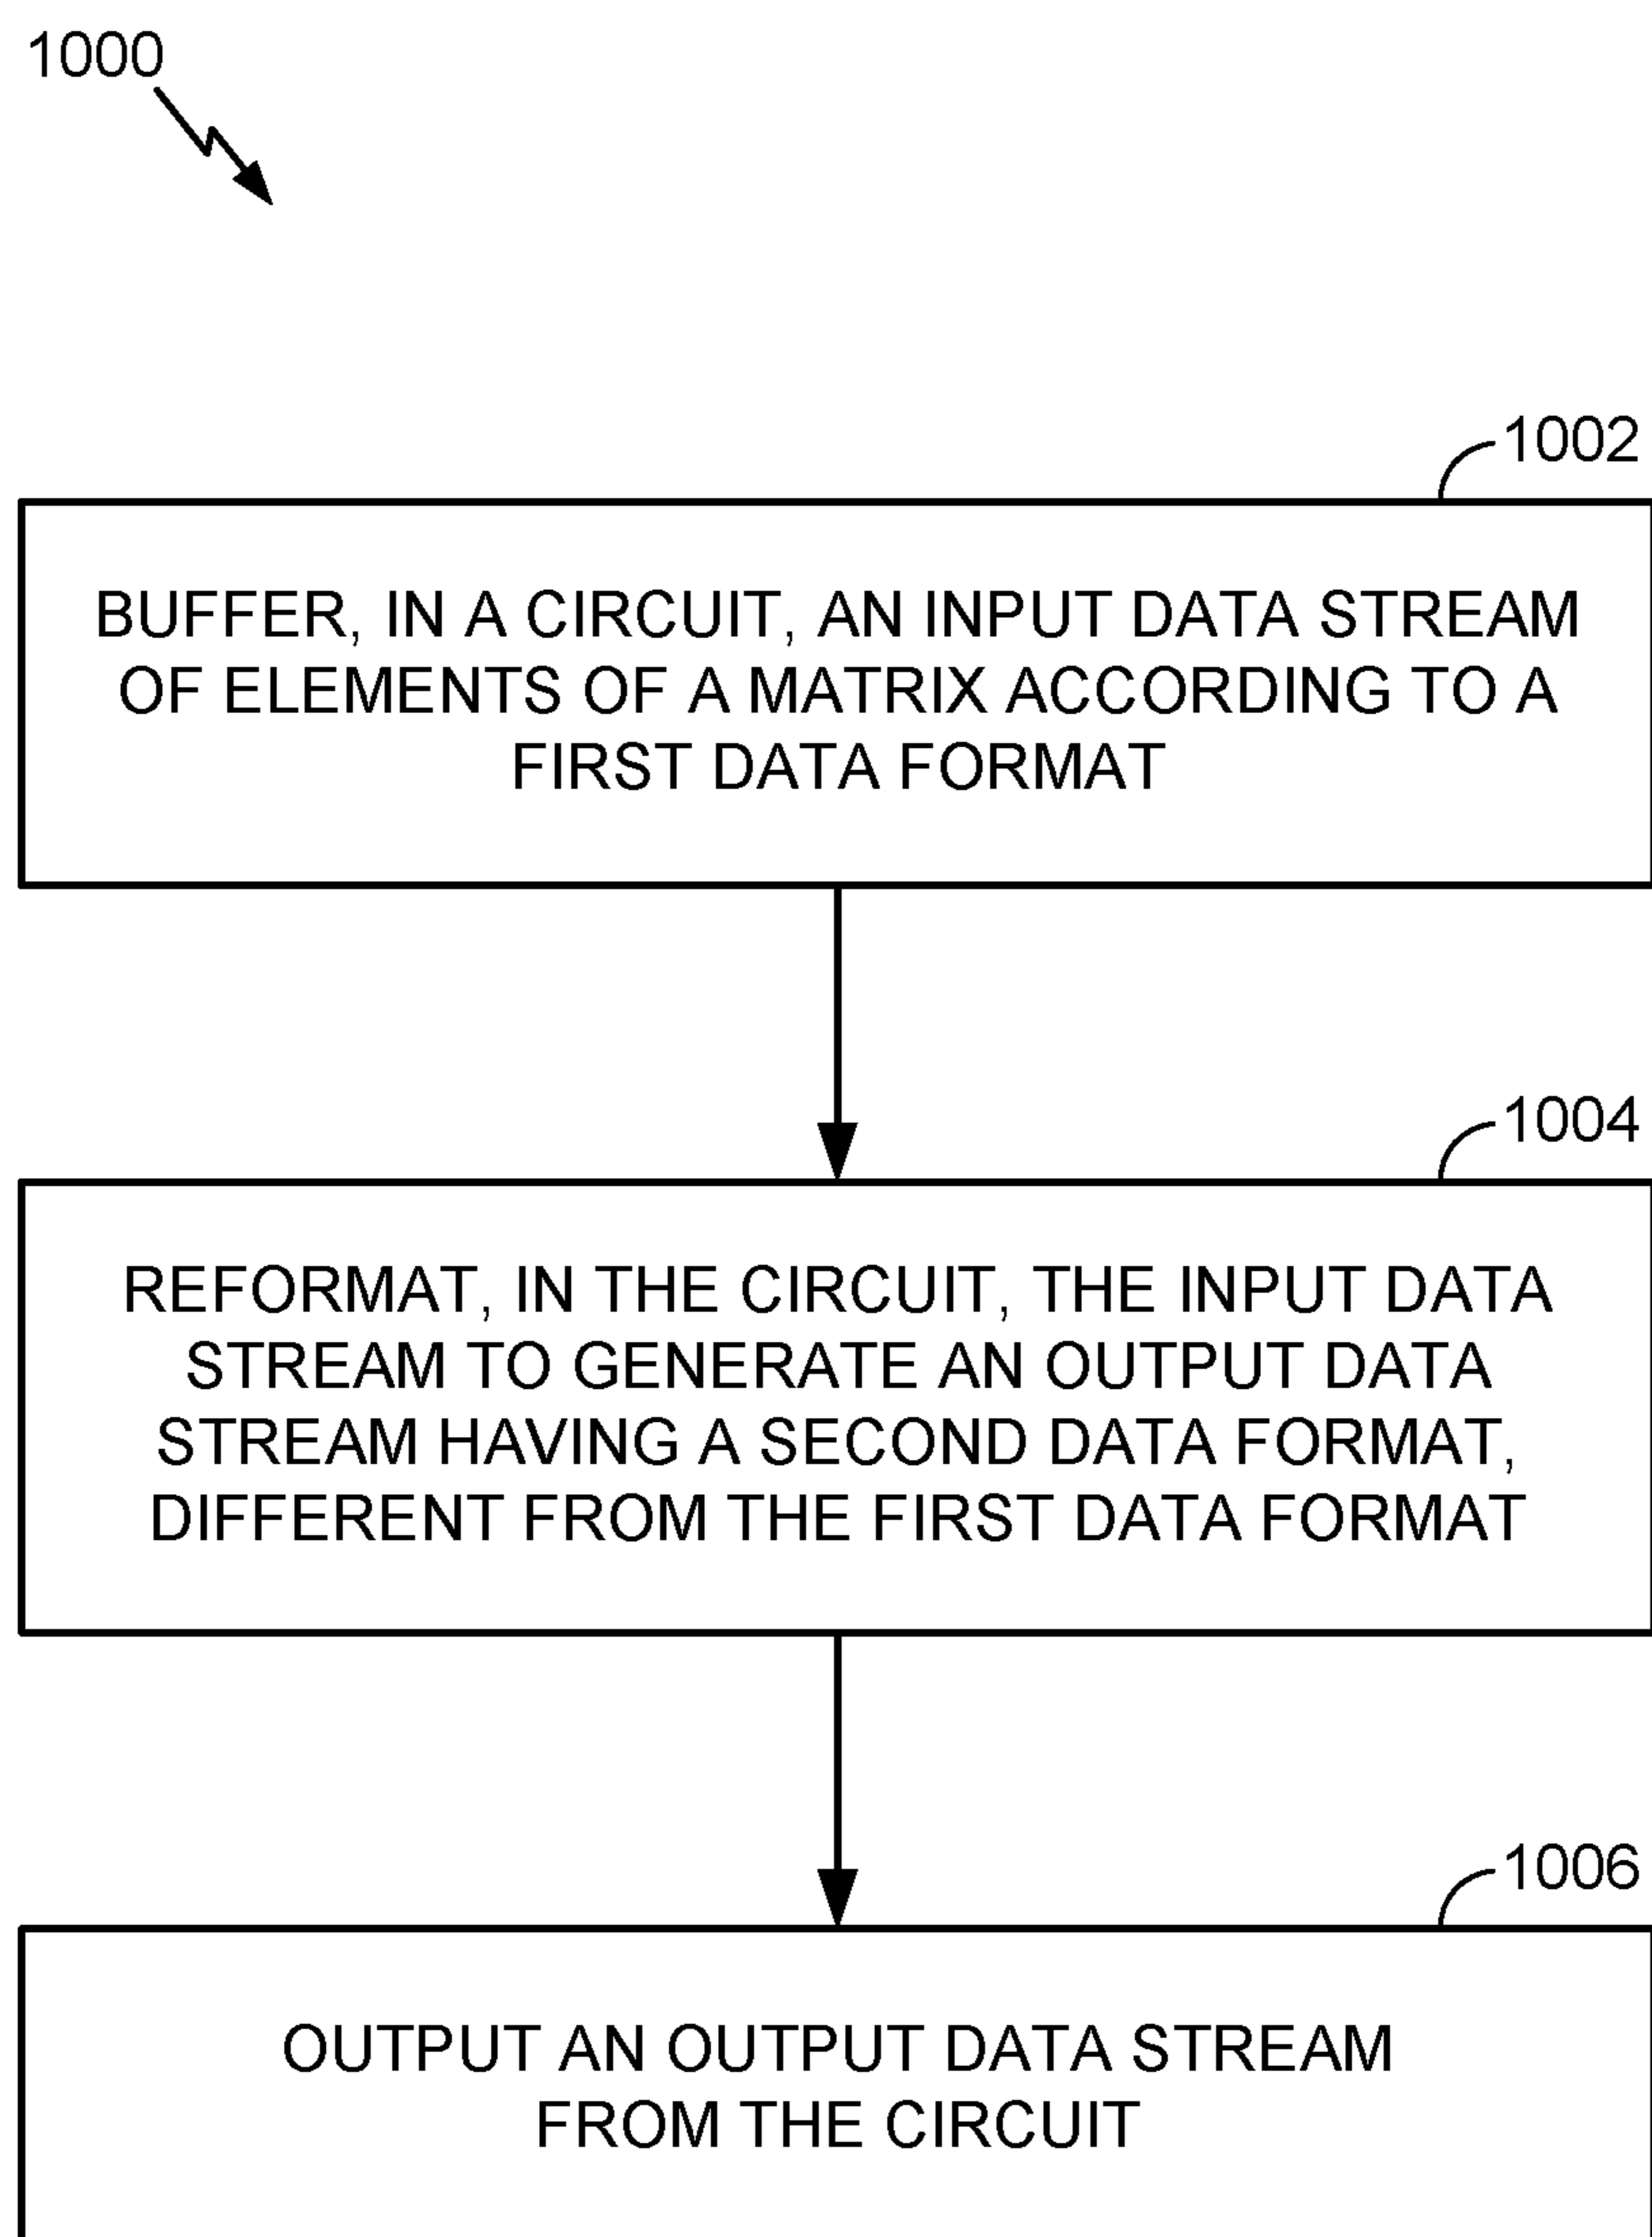 1000
1002
BUFFER, IN A CIRCUIT, AN INPUT DATA STREAM
OF ELEMENTS OF A MATRIX ACCORDING TO A
FIRST DATA FORMAT
1004
REFORMAT, IN THE CIRCUIT, THE INPUT DATA
STREAM TO GENERATE AN OUTPUT DATA
STREAM HAVING A SECOND DATA FORMAT,
DIFFERENT FROM THE FIRST DATA FORMAT
1006
OUTPUT AN OUTPUT DATA STREAM
FROM THE CIRCUIT